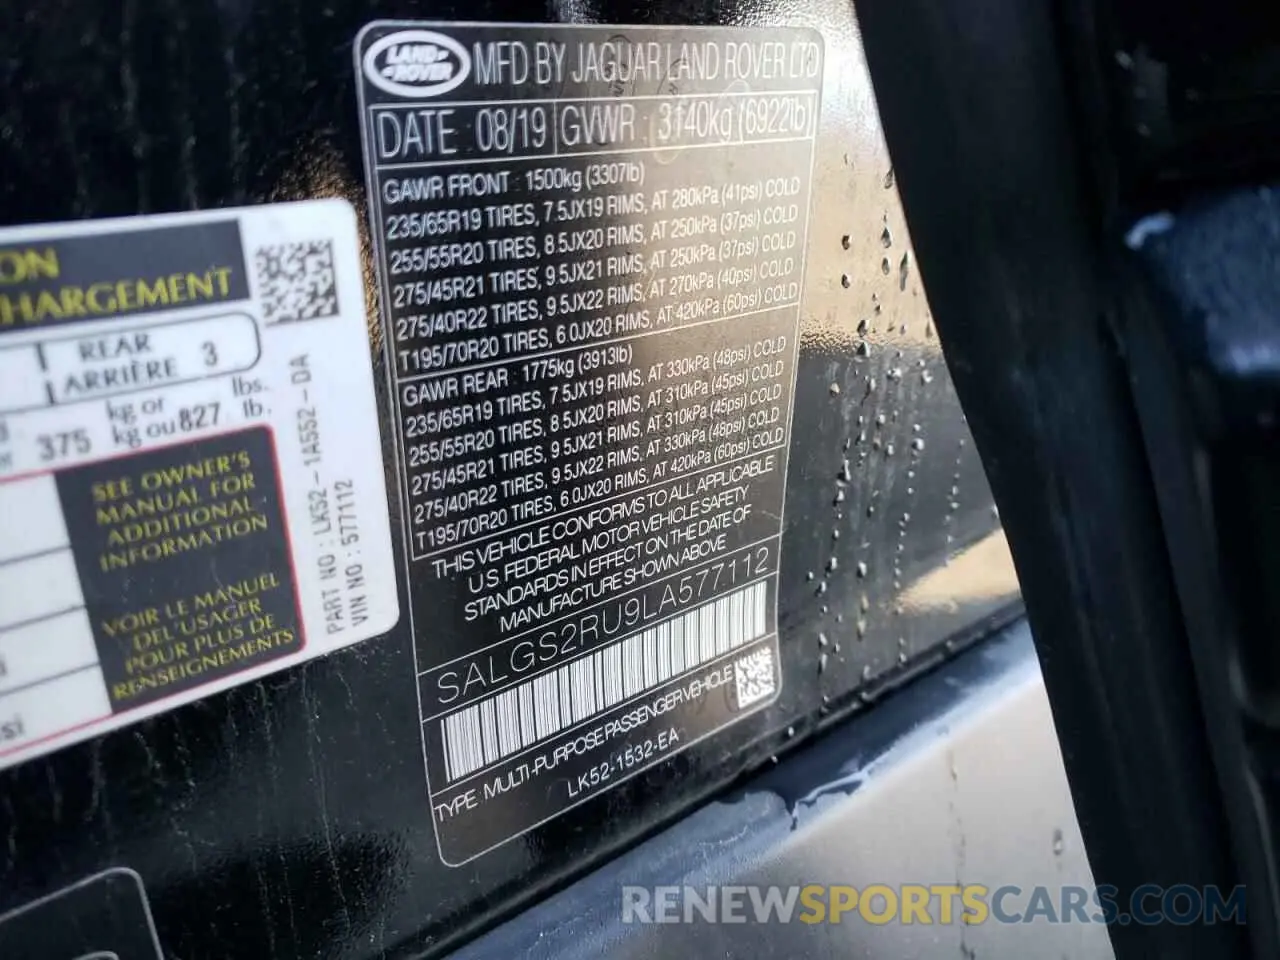 LAND ROVER
MFD BY JAGUAR LAND ROVER LTD
DATE : 08/19 GVWR : 3140kg (6922lb)
GAWR FRONT : 1500kg (3307lb)
235/65R19 TIRES, 7.5JX19 RIMS, AT 280kPa (41psi) COLD
255/55R20 TIRES, 8.5JX20 RIMS, AT 250kPa (37psi) COLD
275/45R21 TIRES, 9.5JX21 RIMS, AT 250kPa (37psi) COLD
275/40R22 TIRES, 9.5JX22 RIMS, AT 270kPa (40psi) COLD
T195/70R20 TIRES, 6.0JX20 RIMS, AT 420kPa (60psi) COLD
GAWR REAR : 1775kg (3913lb)
235/65R19 TIRES, 7.5JX19 RIMS, AT 330kPa (48psi) COLD
255/55R20 TIRES, 8.5JX20 RIMS, AT 310kPa (45psi) COLD
275/45R21 TIRES, 9.5JX21 RIMS, AT 310kPa (45psi) COLD
275/40R22 TIRES, 9.5JX22 RIMS, AT 330kPa (48psi) COLD
T195/70R20 TIRES, 6.0JX20 RIMS, AT 420kPa (60psi) COLD
THIS VEHICLE CONFORMS TO ALL APPLICABLE
U.S. FEDERAL MOTOR VEHICLE SAFETY
STANDARDS IN EFFECT ON THE DATE OF
MANUFACTURE SHOWN ABOVE
SALGS2RU9LA577112
TYPE MULTI-PURPOSE PASSENGER VEHICLE
LK52-1532-EA
ON
HARGEMENT
REAR
ARRIÈRE 3
kg or lbs.
375 kg ou 827 lb.
SEE OWNER'S
MANUAL FOR
ADDITIONAL
INFORMATION
VOIR LE MANUEL
DEL'USAGER
POUR PLUS DE
RENSEIGNEMENTS
PART NO : LK52-1A552-DA
VIN NO : 577112
si
RENEWSPORTSCARS.COM